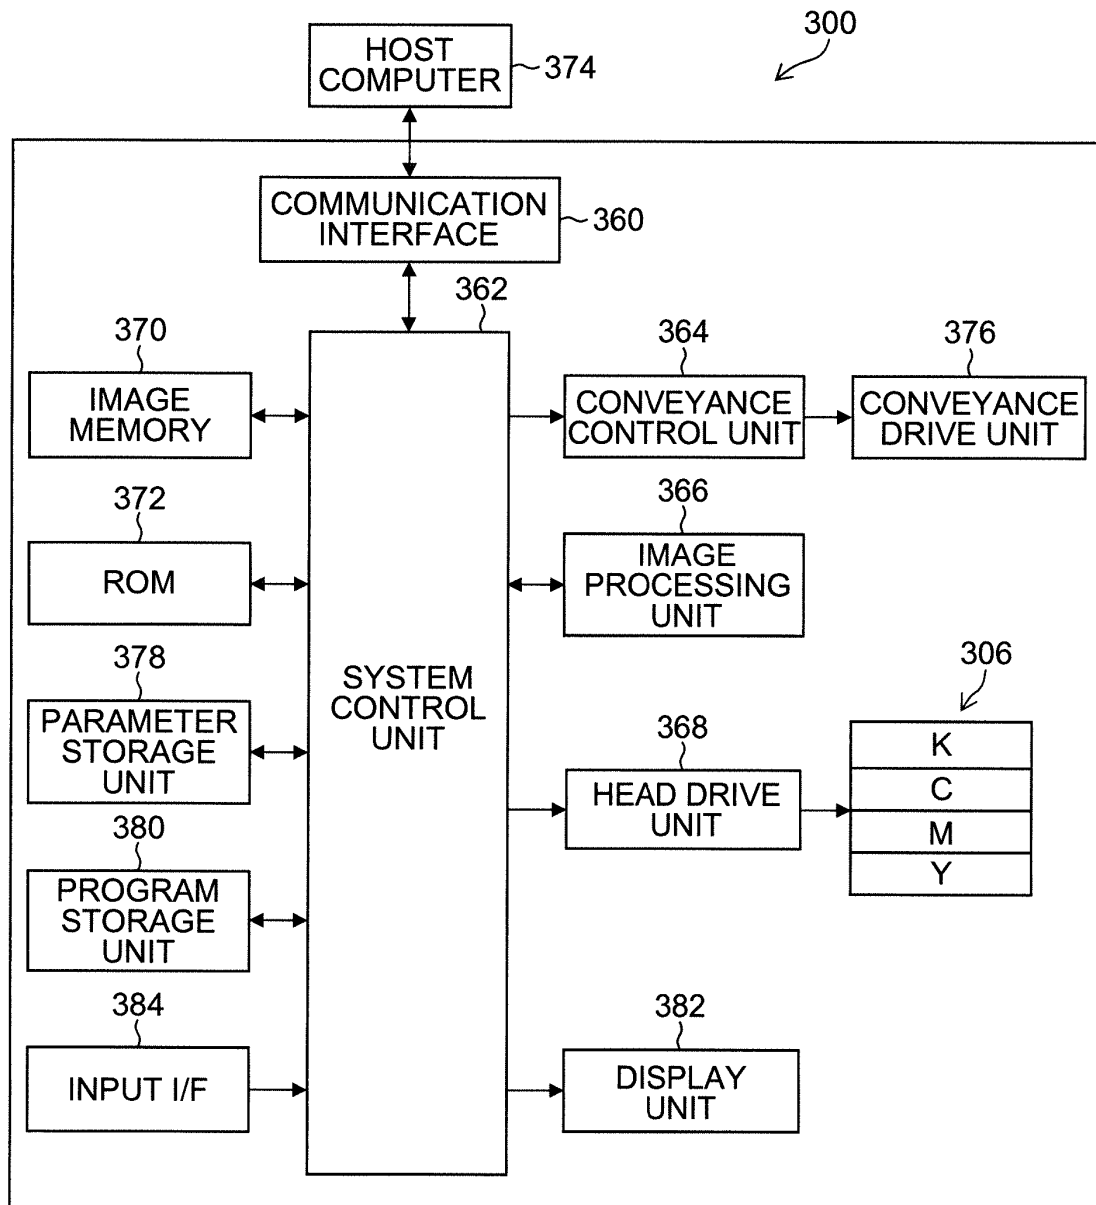 300
HOST
COMPUTER
374
COMMUNICATION
INTERFACE
360
362
370
IMAGE
MEMORY
364
CONVEYANCE
CONTROL UNIT
376
CONVEYANCE
DRIVE UNIT
372
ROM
366
IMAGE
PROCESSING
UNIT
SYSTEM
CONTROL
UNIT
378
PARAMETER
STORAGE
UNIT
368
HEAD DRIVE
UNIT
306
K
C
M
Y
380
PROGRAM
STORAGE
UNIT
384
INPUT I/F
382
DISPLAY
UNIT